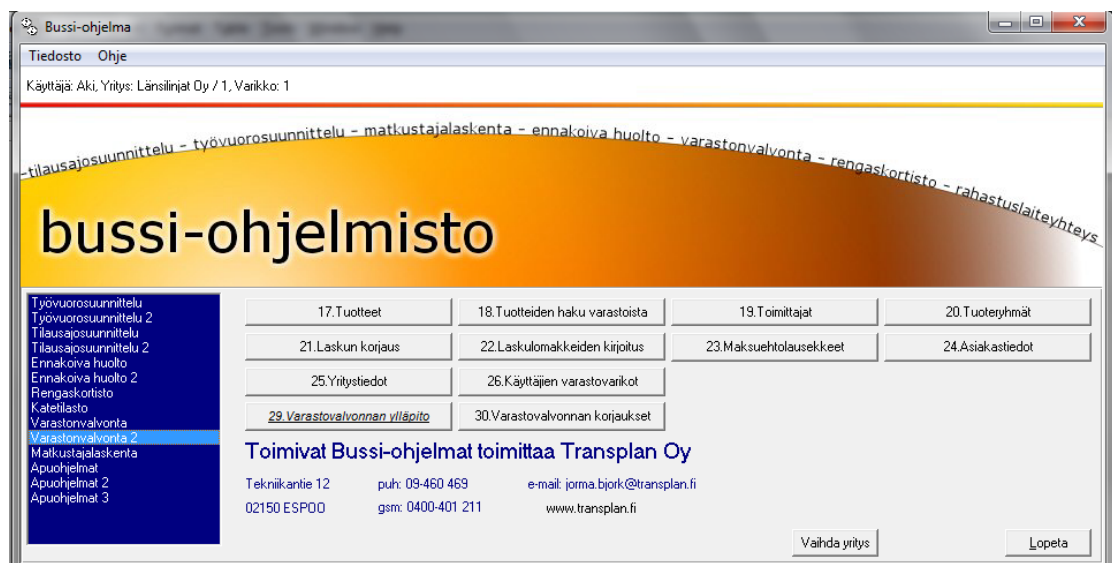 Bussi-ohjelma
Tiedosto Ohje
Käyttäjä: Aki, Yritys: Länsilinjat Oy / 1, Varikko: 1
-tilausajosuunnittelu - työvuorosuunnittelu - matkustajalaskenta - ennakoiva huolto - varastonvalvonta - rengaskortisto - rahastuslaiteyhteys
bussi-ohjelmisto
Työvuorosuunnittelu
Työvuorosuunnittelu 2
Tilausajosuunnittelu
Tilausajosuunnittelu 2
Ennakoiva huolto
Ennakoiva huolto 2
Rengaskortisto
Katetilasto
Varastonvalvonta
Varastonvalvonta 2
Matkustajalaskenta
Apuohjelmat
Apuohjelmat 2
Apuohjelmat 3
17.Tuotteet 18.Tuotteiden haku varastoista 19.Toimittajat 20.Tuoteryhmät
21.Laskun korjaus 22.Laskulomakkeiden kirjoitus 23.Maksuehtolausekkeet 24.Asiakastiedot
25.Yritystiedot 26.Käyttäjien varastovarikot
29.Varastovalvonnan ylläpito 30.Varastovalvonnan korjaukset
Toimivat Bussi-ohjelmat toimittaa Transplan Oy
Tekniikantie 12 puh: 09-460 469 e-mail: jorma.bjork@transplan.fi
02150 ESPOO gsm: 0400-401 211 www.transplan.fi
Vaihda yritys Lopeta